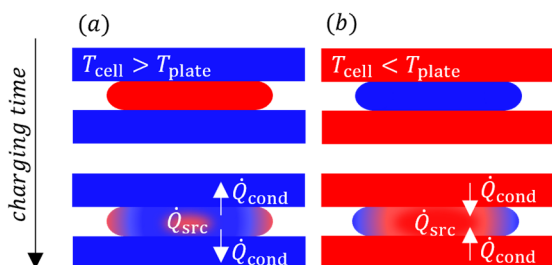 (a)
(b)
charging time
T_cell > T_plate
T_cell < T_plate
Q̇_cond
Q̇_src
Q̇_cond
Q̇_cond
Q̇_src
Q̇_cond